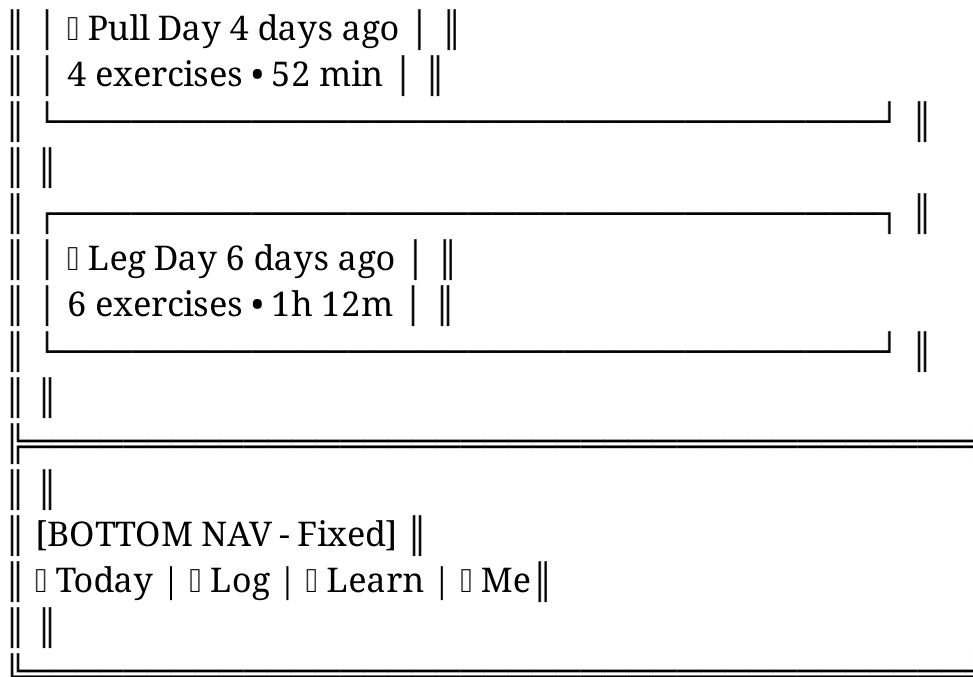 ║ │ ▯ Pull Day 4 days ago │ ║
║ │ 4 exercises • 52 min │ ║
║ └───────────────────────────────────┘ ║
║ ║
║ ┌───────────────────────────────────┐ ║
║ │ ▯ Leg Day 6 days ago │ ║
║ │ 6 exercises • 1h 12m │ ║
║ └───────────────────────────────────┘ ║
║ ║
╠════════════════════════════════════════
║ ║
║ [BOTTOM NAV - Fixed] ║
║ ▯ Today | ▯ Log | ▯ Learn | ▯ Me║
║ ║
╚════════════════════════════════════════